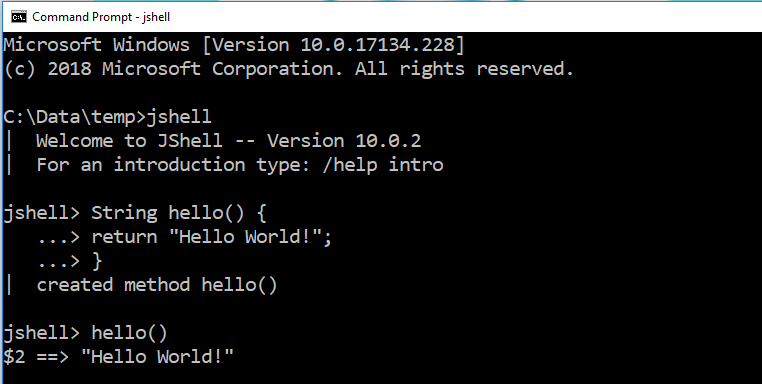 Command Prompt - jshell
Microsoft Windows [Version 10.0.17134.228]
(c) 2018 Microsoft Corporation. All rights reserved.
C:\Data\temp>jshell
|  Welcome to JShell -- Version 10.0.2
|  For an introduction type: /help intro
jshell> String hello() {
   ...> return "Hello World!";
   ...> }
|  created method hello()
jshell> hello()
$2 ==> "Hello World!"